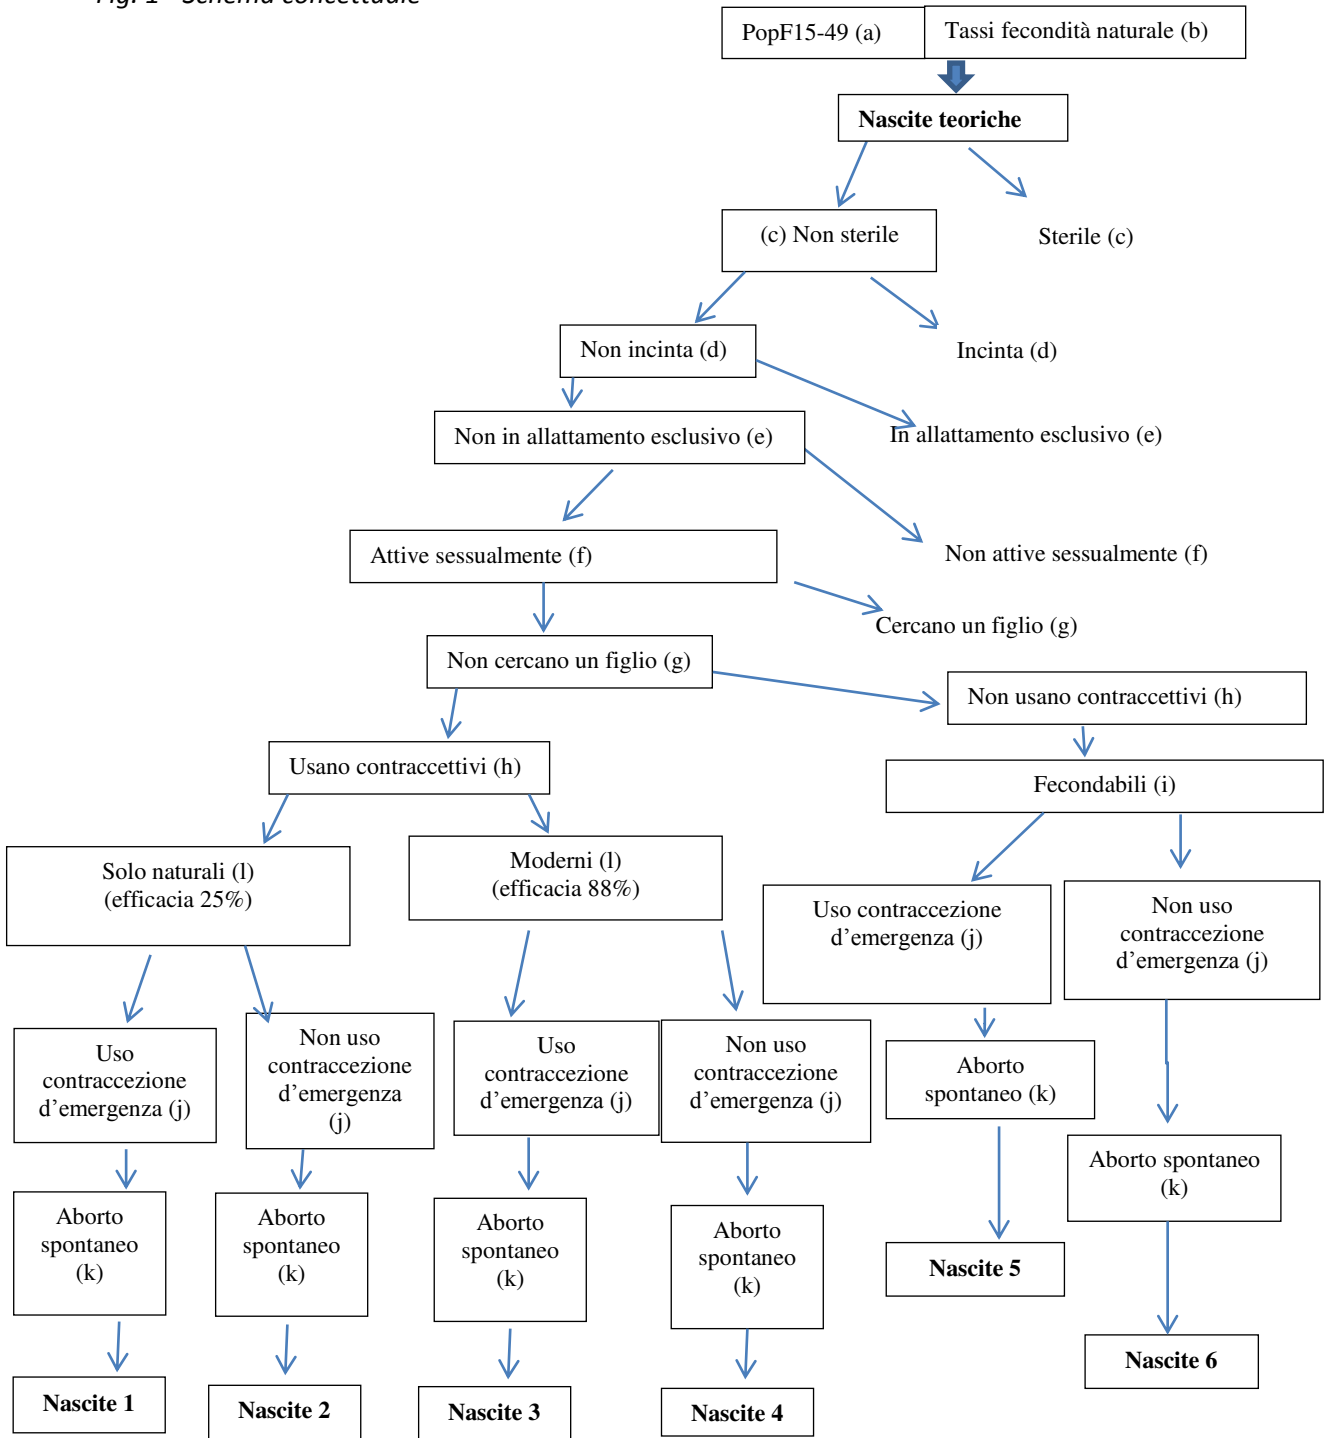 Fig. 1 - Schema concettuale
PopF15-49 (a)
Tassi fecondità naturale (b)
Nascite teoriche
(c) Non sterile
Sterile (c)
Non incinta (d)
Incinta (d)
Non in allattamento esclusivo (e)
In allattamento esclusivo (e)
Attive sessualmente (f)
Non attive sessualmente (f)
Cercano un figlio (g)
Non cercano un figlio (g)
Non usano contraccettivi (h)
Usano contraccettivi (h)
Fecondabili (i)
Solo naturali (l)
(efficacia 25%)
Moderni (l)
(efficacia 88%)
Uso contraccezione
d’emergenza (j)
Non uso
contraccezione
d’emergenza (j)
Uso
contraccezione
d’emergenza (j)
Non uso
contraccezione
d’emergenza
(j)
Uso
contraccezione
d’emergenza (j)
Non uso
contraccezione
d’emergenza (j)
Aborto
spontaneo (k)
Aborto spontaneo
(k)
Aborto
spontaneo
(k)
Aborto
spontaneo
(k)
Aborto
spontaneo
(k)
Aborto
spontaneo
(k)
Nascite 5
Nascite 6
Nascite 1
Nascite 2
Nascite 3
Nascite 4